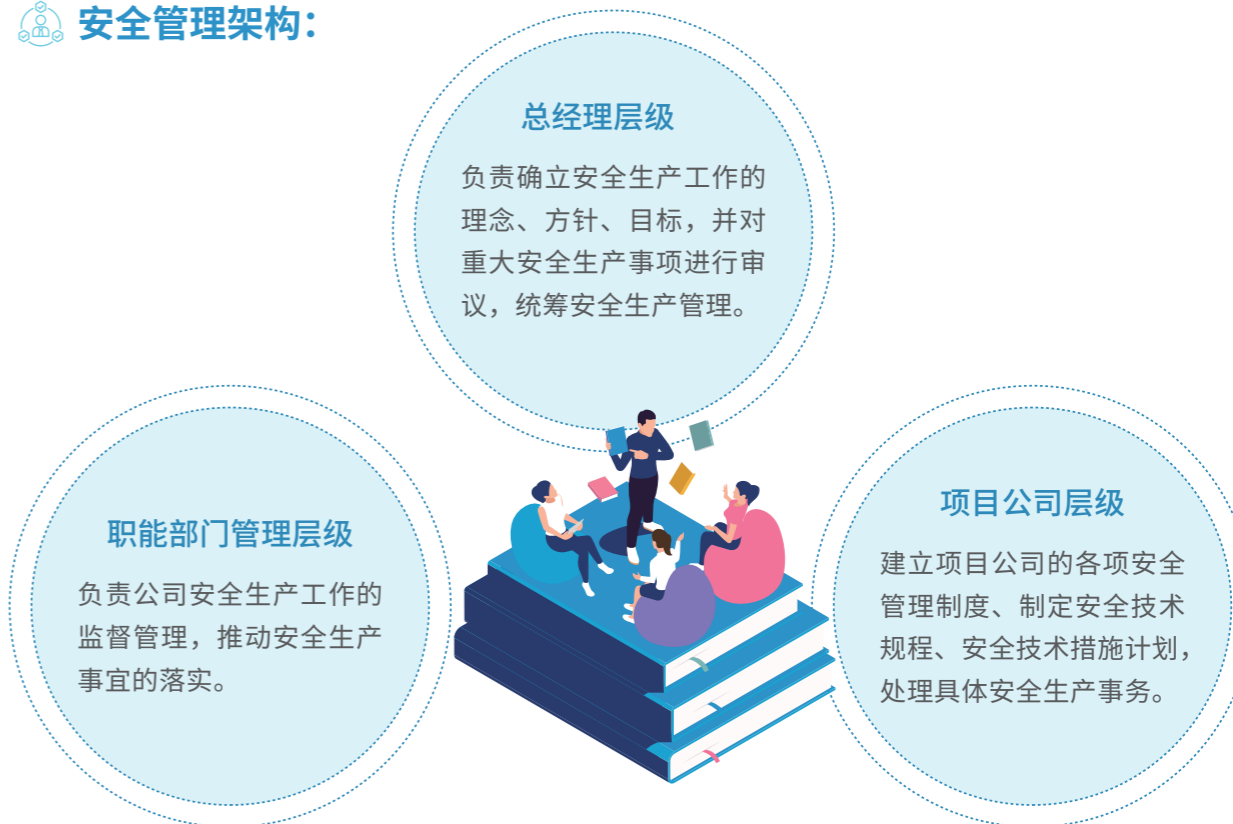 安全管理架构：
总经理层级
负责确立安全生产工作的
理念、方针、目标，并对
重大安全生产事项进行审
议，统筹安全生产管理。
职能部门管理层级
负责公司安全生产工作的
监督管理，推动安全生产
事宜的落实。
项目公司层级
建立项目公司的各项安全
管理制度、制定安全技术
规程、安全技术措施计划，
处理具体安全生产事务。